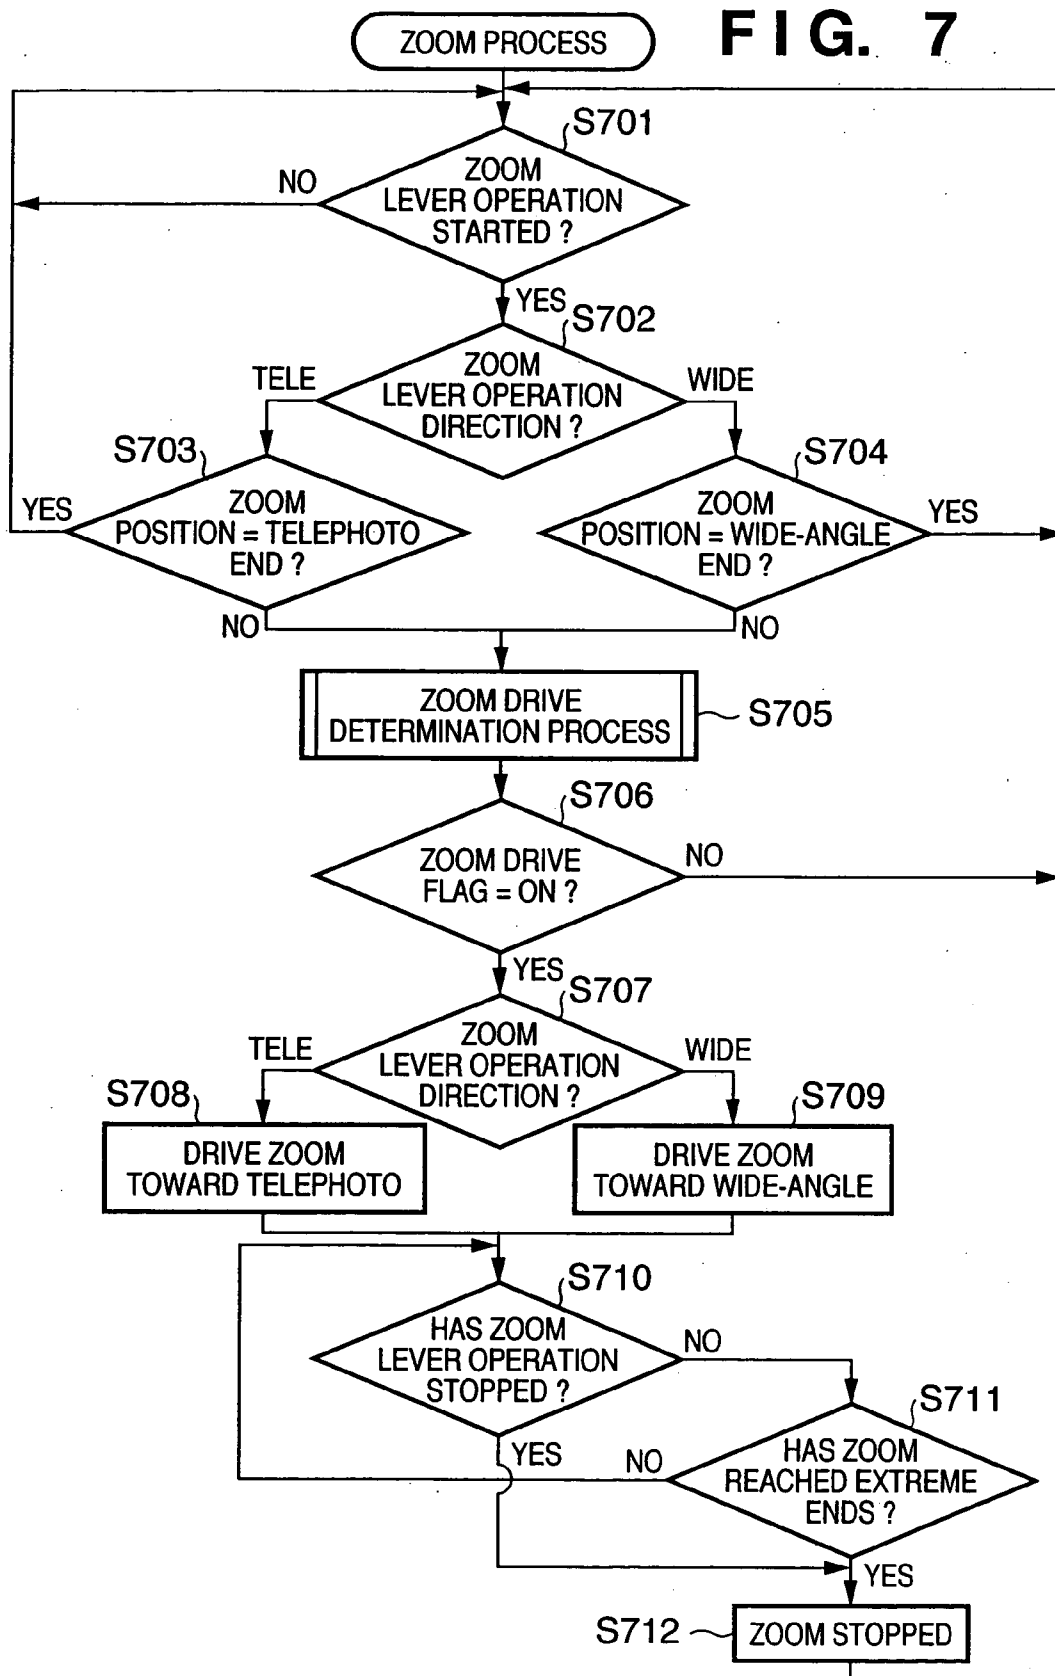 FIG. 7
ZOOM PROCESS
S701
ZOOM
LEVER OPERATION
STARTED ?
NO
YES
S702
ZOOM
LEVER OPERATION
DIRECTION ?
TELE
WIDE
S703
ZOOM
POSITION = TELEPHOTO
END ?
YES
NO
S704
ZOOM
POSITION = WIDE-ANGLE
END ?
YES
NO
ZOOM DRIVE
DETERMINATION PROCESS
S705
S706
ZOOM DRIVE
FLAG = ON ?
NO
YES
S707
ZOOM
LEVER OPERATION
DIRECTION ?
TELE
WIDE
S708
DRIVE ZOOM
TOWARD TELEPHOTO
S709
DRIVE ZOOM
TOWARD WIDE-ANGLE
S710
HAS ZOOM
LEVER OPERATION
STOPPED ?
NO
YES
S711
HAS ZOOM
REACHED EXTREME
ENDS ?
NO
YES
S712
ZOOM STOPPED